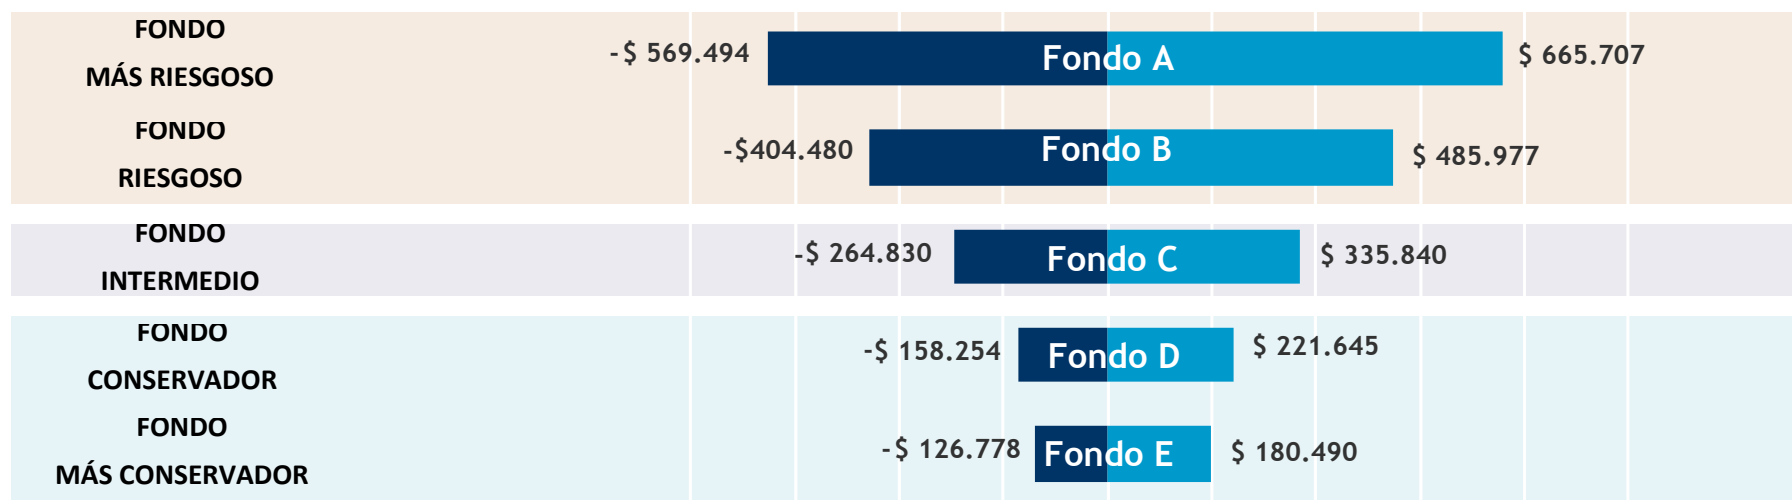 FONDO
MÁS RIESGOSO
-$ 569.494 Fondo A $ 665.707
FONDO
RIESGOSO
-$404.480 Fondo B $ 485.977
FONDO
INTERMEDIO
-$ 264.830 Fondo C $ 335.840
FONDO
CONSERVADOR
-$ 158.254 Fondo D $ 221.645
FONDO
MÁS CONSERVADOR
-$ 126.778 Fondo E $ 180.490